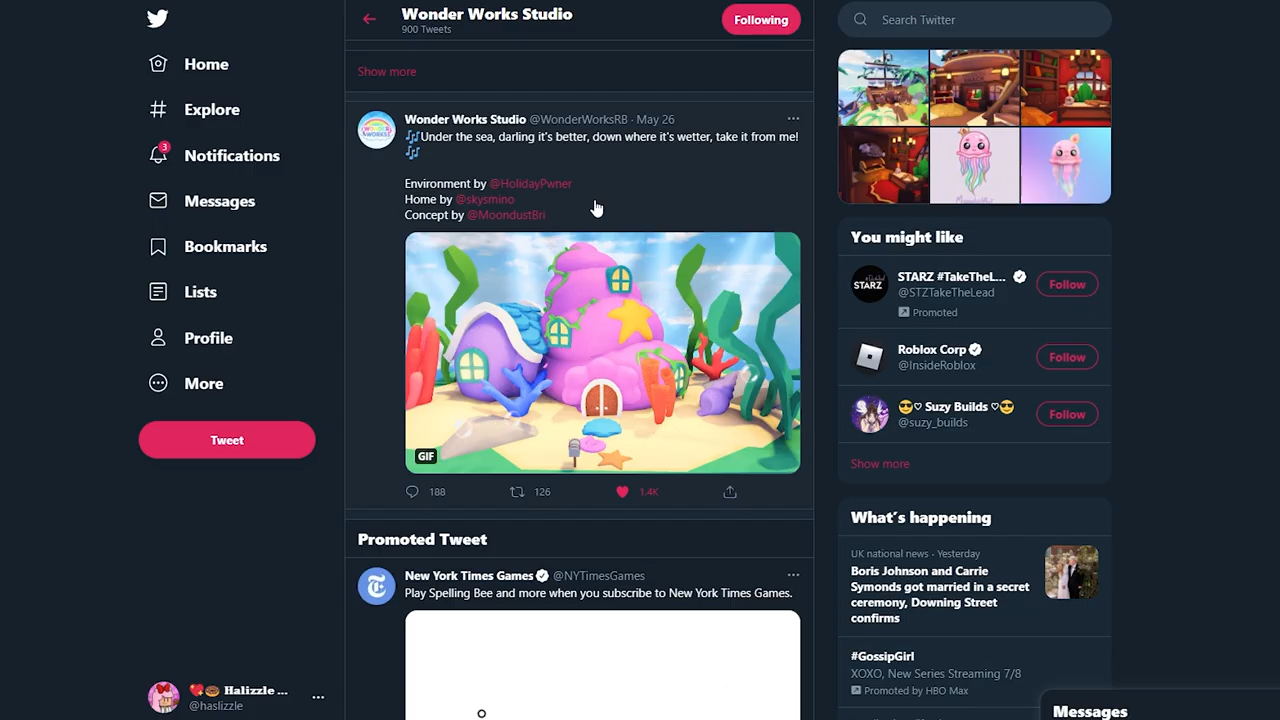 Home
Explore
3
Notifications
Messages
Bookmarks
Lists
Profile
More
Tweet
Halizzle ...
@haslizzle
Wonder Works Studio
900 Tweets
Following
Show more
Wonder Works Studio @WonderWorksRB · May 26
🎶Under the sea, darling it's better, down where it's wetter, take it from me!
🎶
Environment by @HolidayPwner
Home by @skysmino
Concept by @MoondustBri
GIF
188
126
1.4K
Promoted Tweet
New York Times Games @NYTimesGames
Play Spelling Bee and more when you subscribe to New York Times Games.
Search Twitter
You might like
STARZ #TakeTheL...
@STZTakeTheLead
Promoted
Follow
STARZ
Roblox Corp
@InsideRoblox
Follow
😎♡ Suzy Builds ♡😎
@suzy_builds
Follow
Show more
What's happening
UK national news · Yesterday
Boris Johnson and Carrie
Symonds got married in a secret
ceremony, Downing Street
confirms
#GossipGirl
XOXO, New Series Streaming 7/8
Promoted by HBO Max
Messages